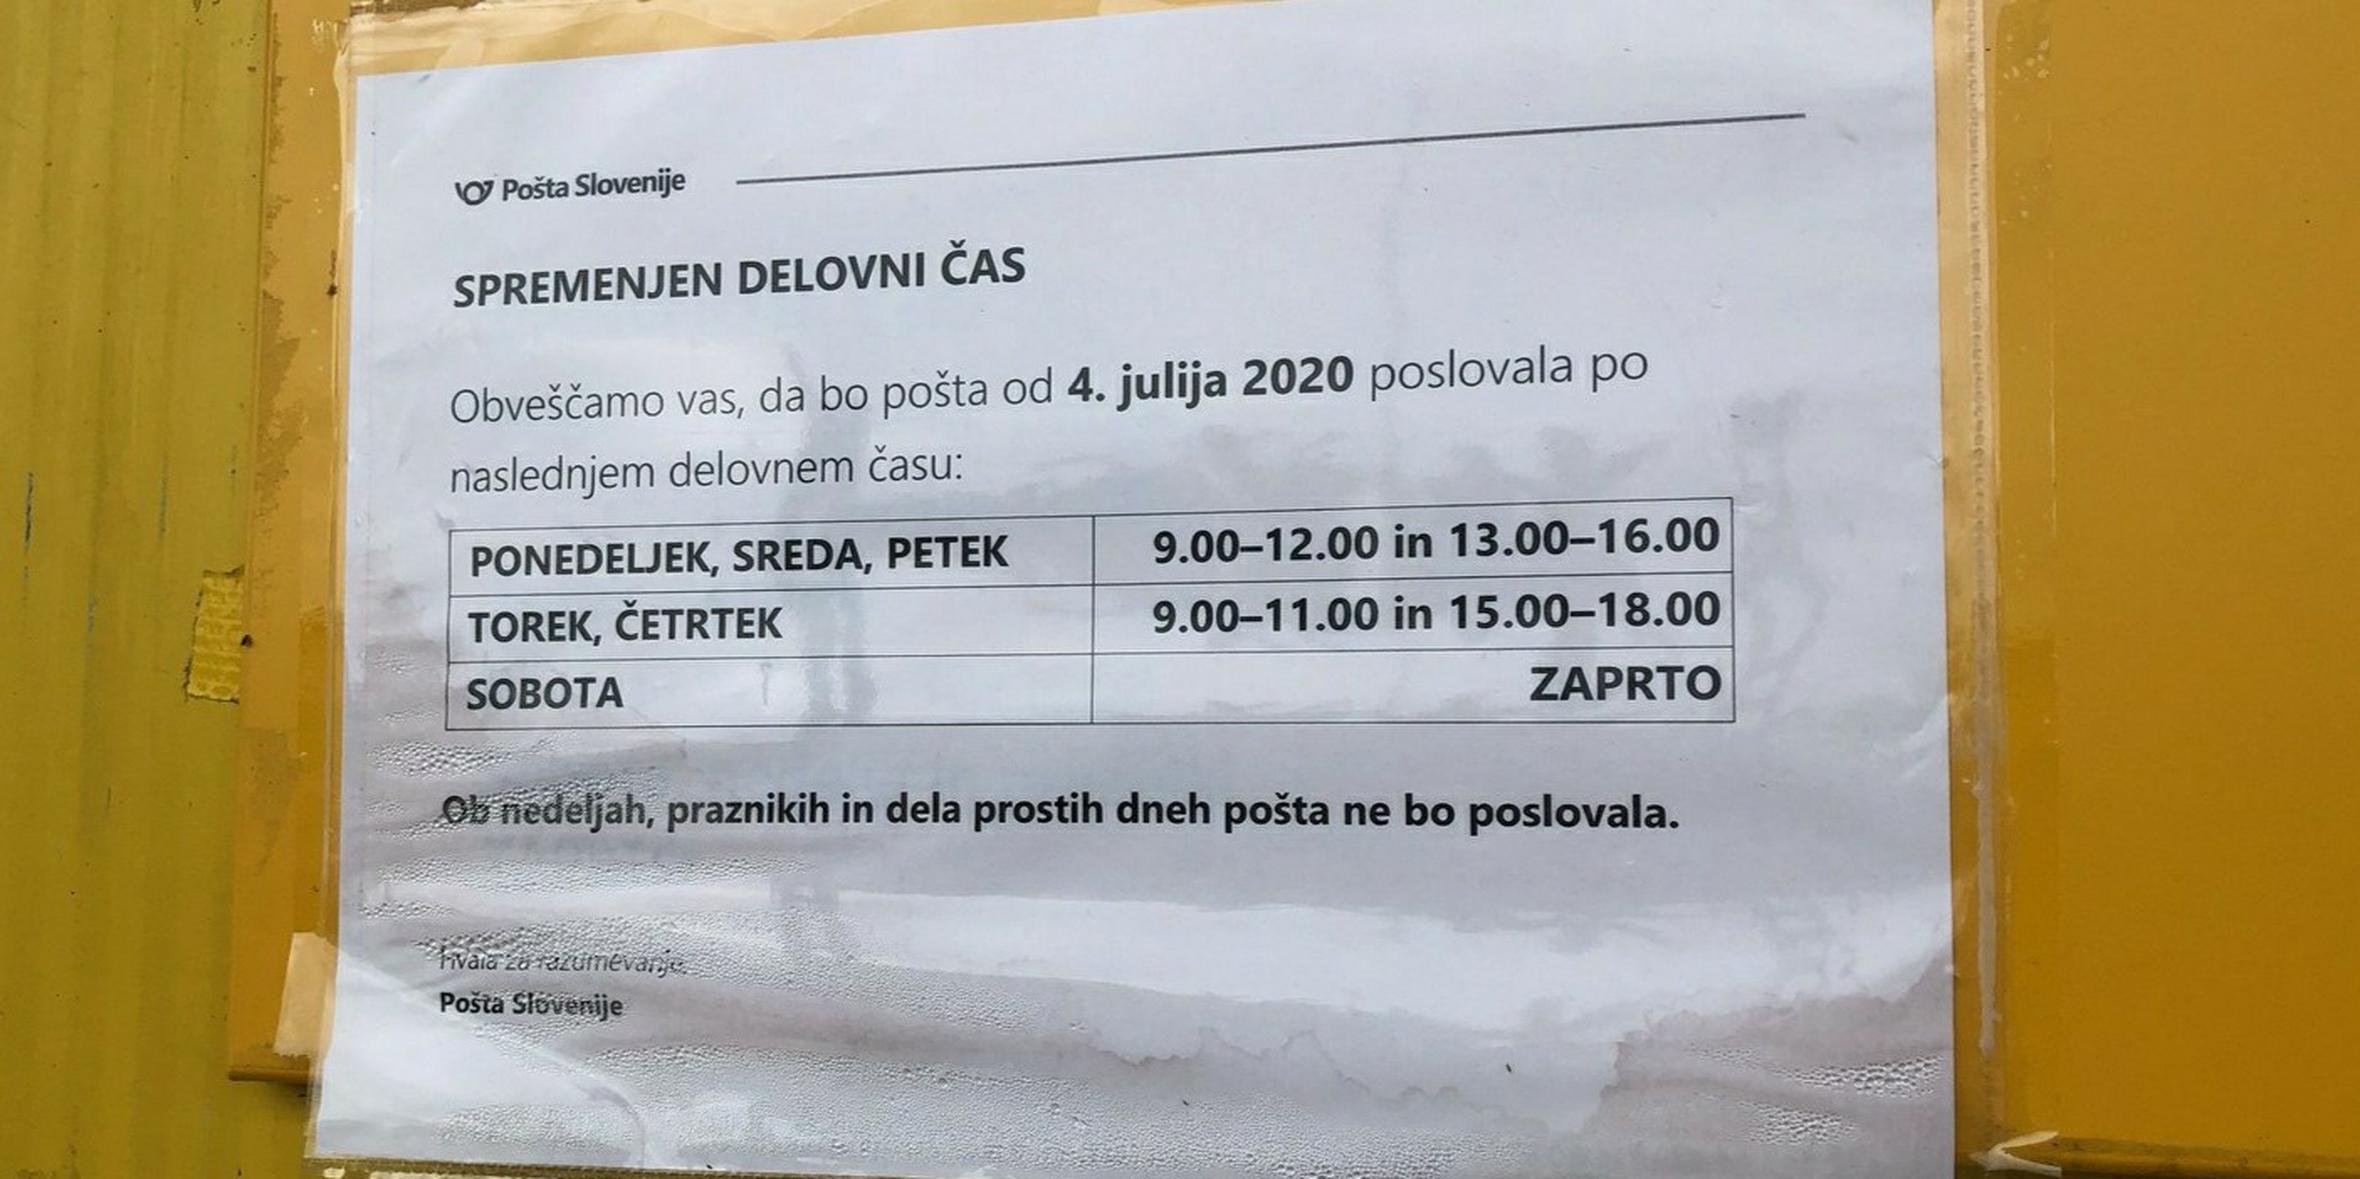 Pošta Slovenije
SPREMENJEN DELOVNI ČAS
Obveščamo vas, da bo pošta od 4. julija 2020 poslovala po
naslednjem delovnem času:
PONEDELJEK, SREDA, PETEK 9.00–12.00 in 13.00–16.00
TOREK, ČETRTEK 9.00–11.00 in 15.00–18.00
SOBOTA ZAPRTO
Ob nedeljah, praznikih in dela prostih dneh pošta ne bo poslovala.
Hvala za razumevanje.
Pošta Slovenije